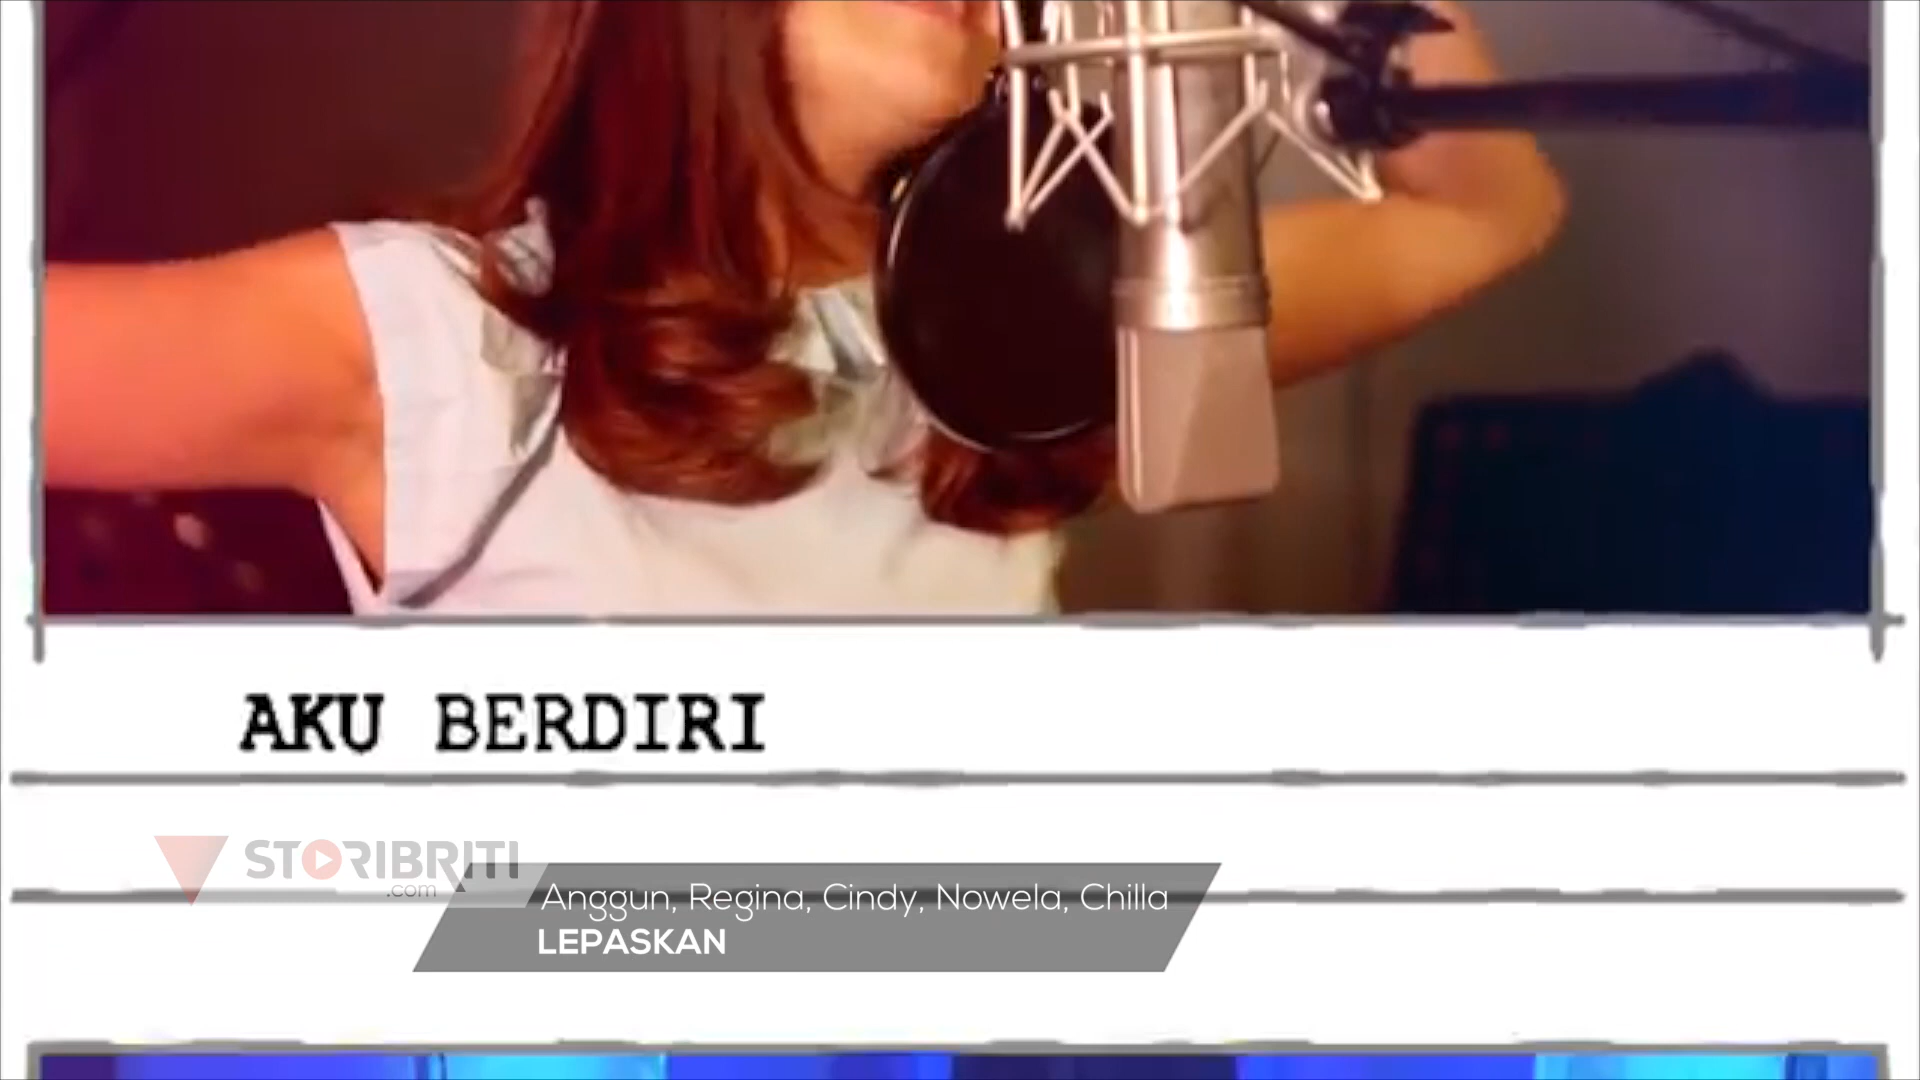 AKU BERDIRI
STORIBRITI
.com
Anggun, Regina, Cindy, Nowela, Chilla
LEPASKAN